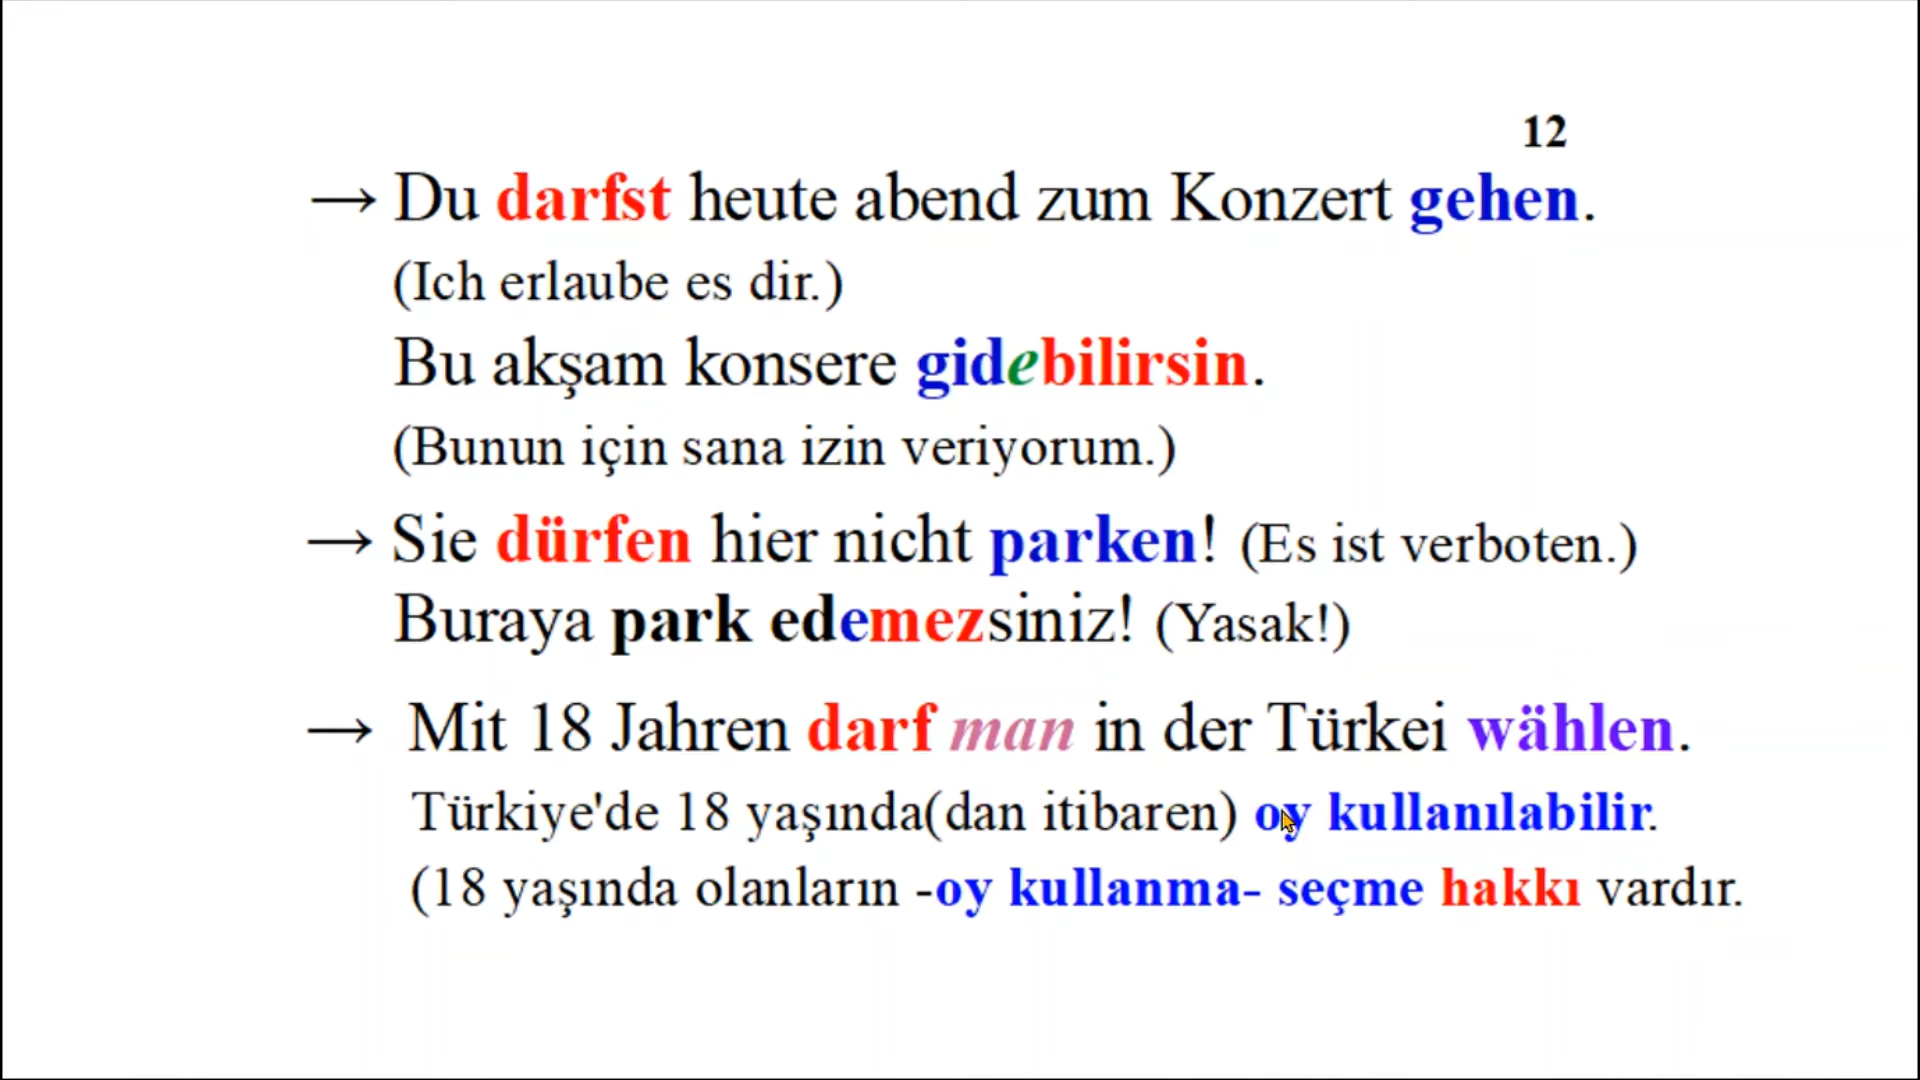 12
→ Du darfst heute abend zum Konzert gehen.
(Ich erlaube es dir.)
Bu akşam konsere gidebilirsin.
(Bunun için sana izin veriyorum.)
→ Sie dürfen hier nicht parken! (Es ist verboten.)
Buraya park edemezsiniz! (Yasak!)
→ Mit 18 Jahren darf man in der Türkei wählen.
Türkiye'de 18 yaşında(dan itibaren) oy kullanılabilir.
(18 yaşında olanların -oy kullanma- seçme hakkı vardır.